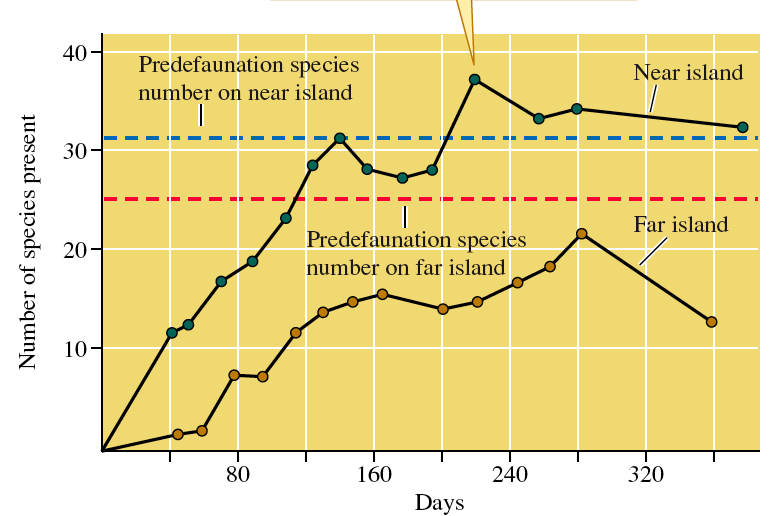 40
Predefaunation species
number on near island
Near island
30
Number of species present
20
Predefaunation species
number on far island
Far island
10
80
160
240
320
Days